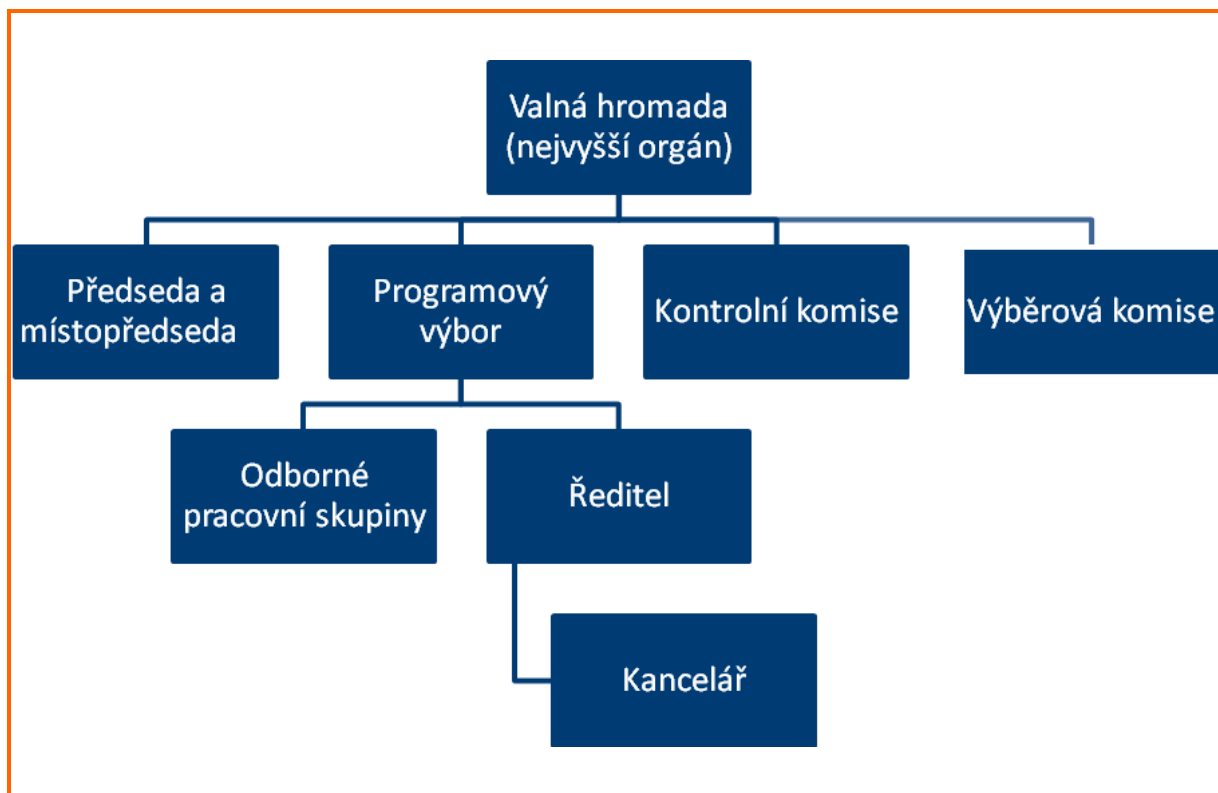 Valná hromada
(nejvyšší orgán)
Předseda a
místopředseda
Programový
výbor
Kontrolní komise
Výběrová komise
Odborné
pracovní skupiny
Ředitel
Kancelář